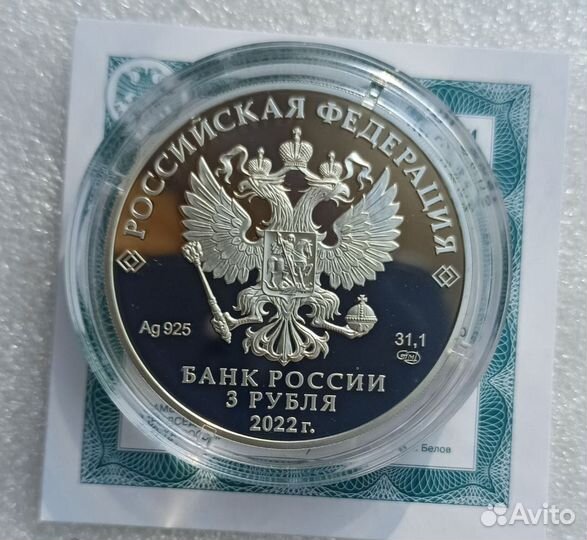 РОССИЙСКАЯ ФЕДЕРАЦИЯ
Ag 925
31,1
БАНК РОССИИ
3 РУБЛЯ
2022 г.
Белов
Avito